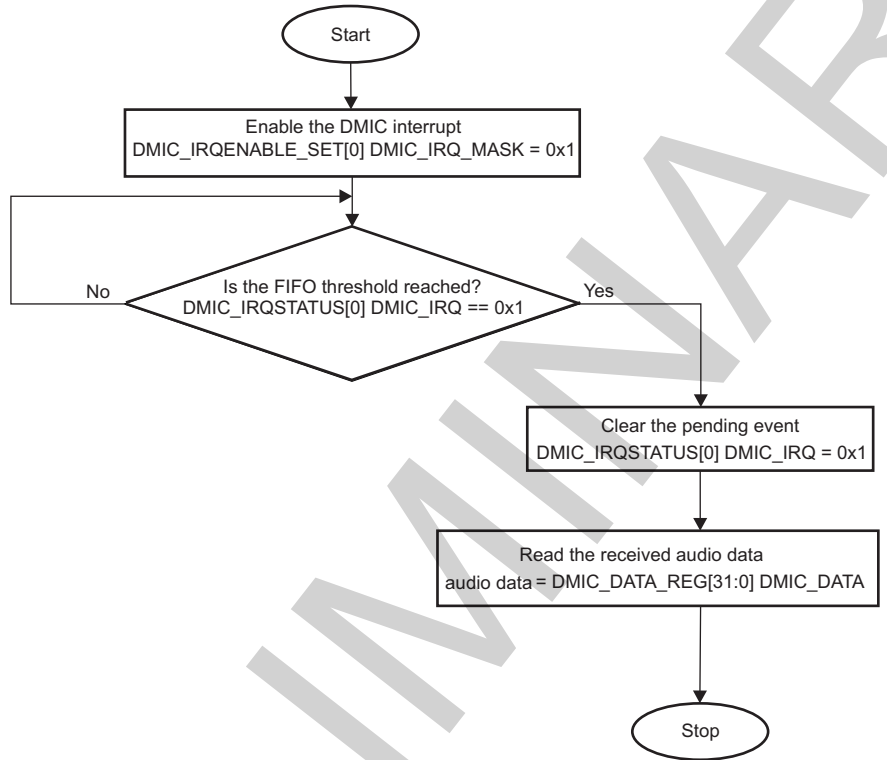 Start
Enable the DMIC interrupt
DMIC_IRQENABLE_SET[0] DMIC_IRQ_MASK = 0x1
Is the FIFO threshold reached?
No
DMIC_IRQSTATUS[0] DMIC_IRQ == 0x1
Yes
Clear the pending event
DMIC_IRQSTATUS[0] DMIC_IRQ = 0x1
Read the received audio data
audio data = DMIC_DATA_REG[31:0] DMIC_DATA
Stop
IMINAR